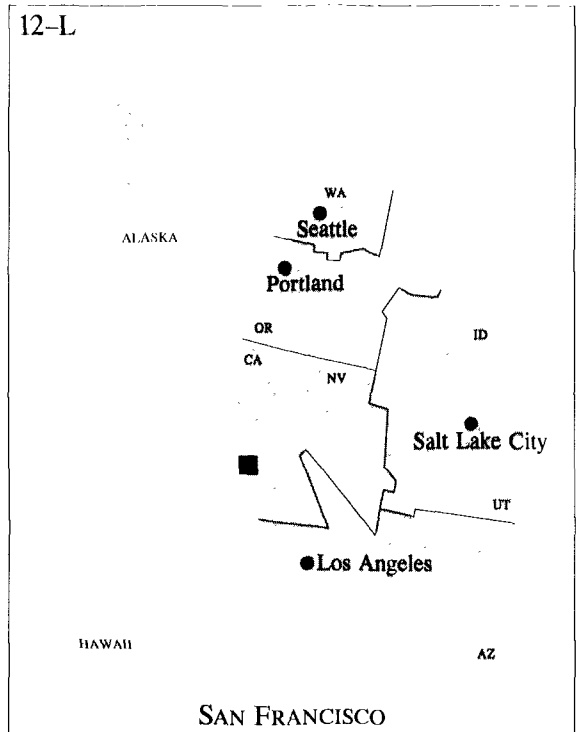 12–L
WA
Seattle
ALASKA
Portland
OR
ID
CA
NV
Salt Lake City
UT
Los Angeles
HAWAII
AZ
SAN FRANCISCO